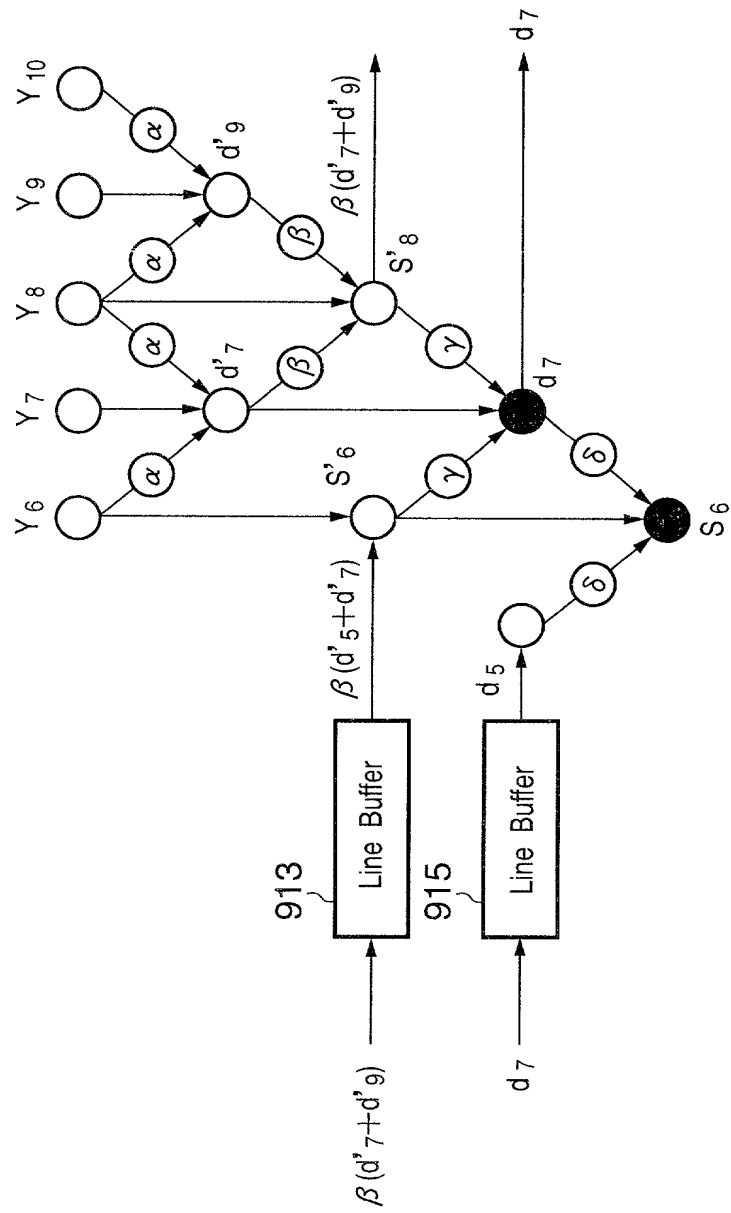 Y6 Y7 Y8 Y9 Y10
α α α α
d'7 d'9
β β
β(d'5+d'7) S'6 S'8 β(d'7+d'9)
γ γ
913
Line Buffer
β(d'7+d'9)
d5 d7 d7
δ δ
915
Line Buffer
d7
S6